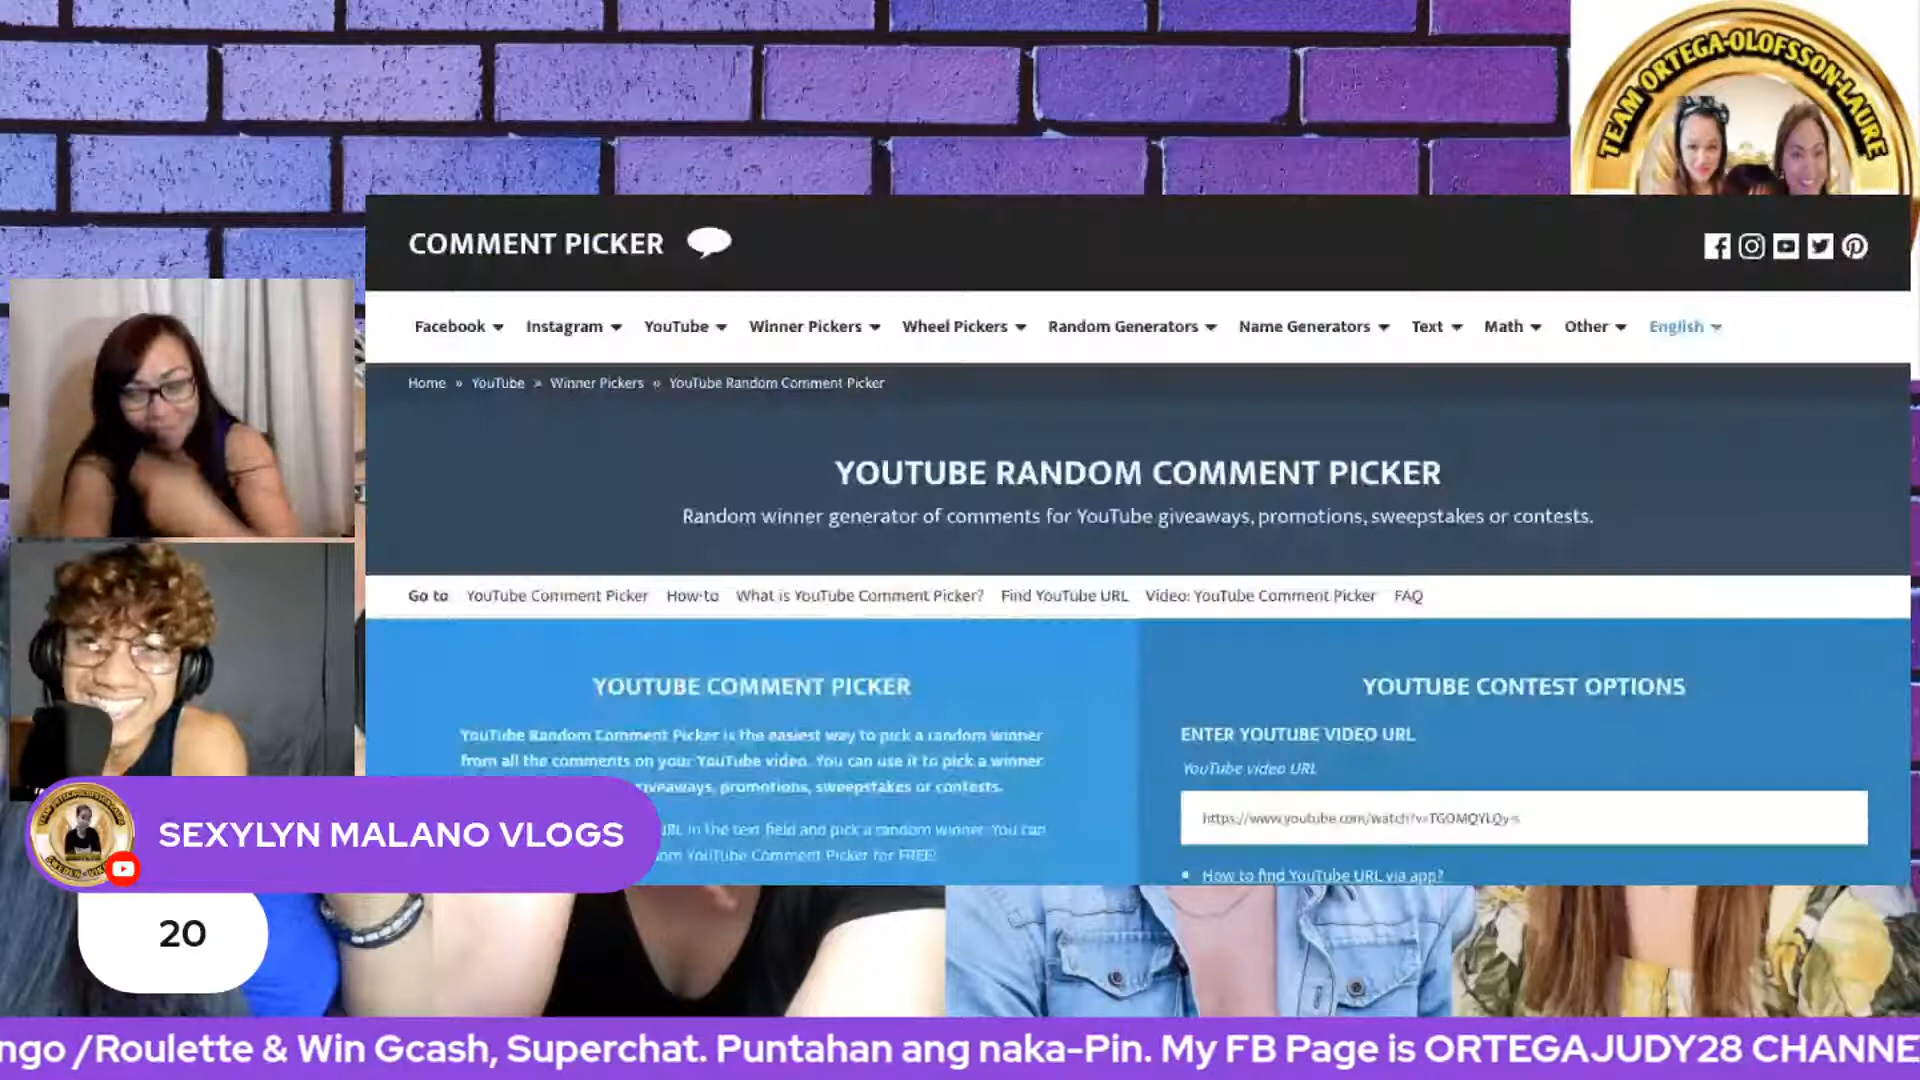 TEAM ORTEGA-OLOFSSON-LAURE
COMMENT PICKER
Facebook Instagram YouTube Winner Pickers Wheel Pickers Random Generators Name Generators Text Math Other English
Home » YouTube » Winner Pickers » YouTube Random Comment Picker
YOUTUBE RANDOM COMMENT PICKER
Random winner generator of comments for YouTube giveaways, promotions, sweepstakes or contests.
Go to YouTube Comment Picker How-to What is YouTube Comment Picker? Find YouTube URL Video: YouTube Comment Picker FAQ
YOUTUBE COMMENT PICKER
YouTube Random Comment Picker is the easiest way to pick a random winner
from all the comments on your YouTube video. You can use it to pick a winner
giveaways, promotions, sweepstakes or contests.
URL in the text field and pick a random winner. You can
om YouTube Comment Picker for FREE!
YOUTUBE CONTEST OPTIONS
ENTER YOUTUBE VIDEO URL
YouTube video URL
• How to find YouTube URL via app?
SEXYLYN MALANO VLOGS
20
ngo /Roulette & Win Gcash, Superchat. Puntahan ang naka-Pin. My FB Page is ORTEGAJUDY28 CHANNE